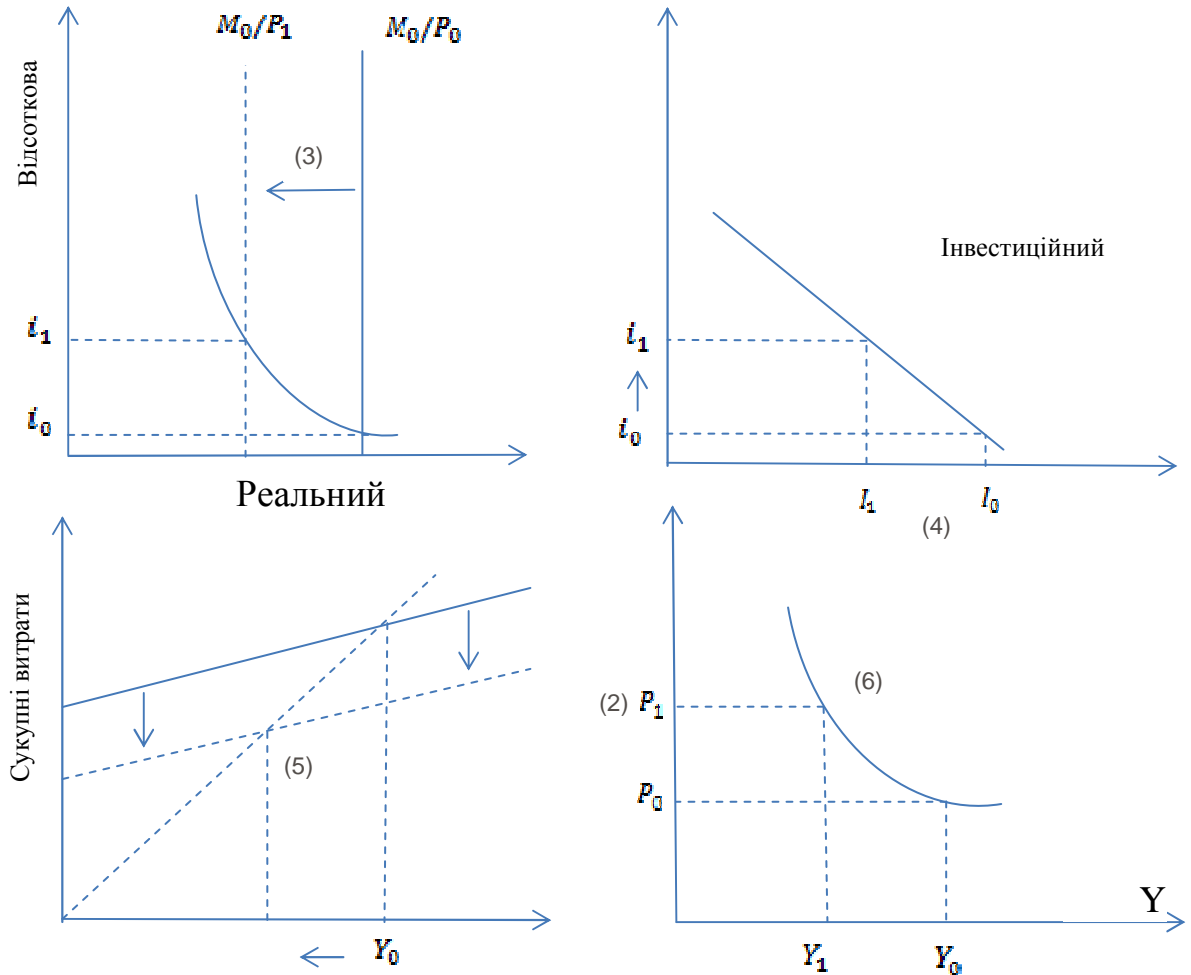 M₀/P₁
M₀/P₀
Відсоткова
(3)
i₁
i₀
Реальний
Інвестиційний
i₁
i₀
I₁
I₀
(4)
Сукупні витрати
(5)
Y₀
(6)
(2) P₁
P₀
Y
Y₁
Y₀